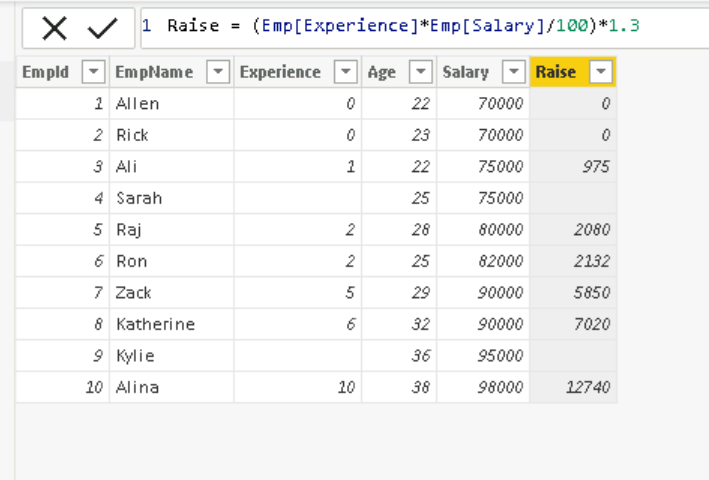 1 Raise = (Emp[Experience]*Emp[Salary]/100)*1.3
EmpId EmpName Experience Age Salary Raise
1 Allen 0 22 70000 0
2 Rick 0 23 70000 0
3 Ali 1 22 75000 975
4 Sarah 25 75000
5 Raj 2 28 80000 2080
6 Ron 2 25 82000 2132
7 Zack 5 29 90000 5850
8 Katherine 6 32 90000 7020
9 Kylie 36 95000
10 Alina 10 38 98000 12740